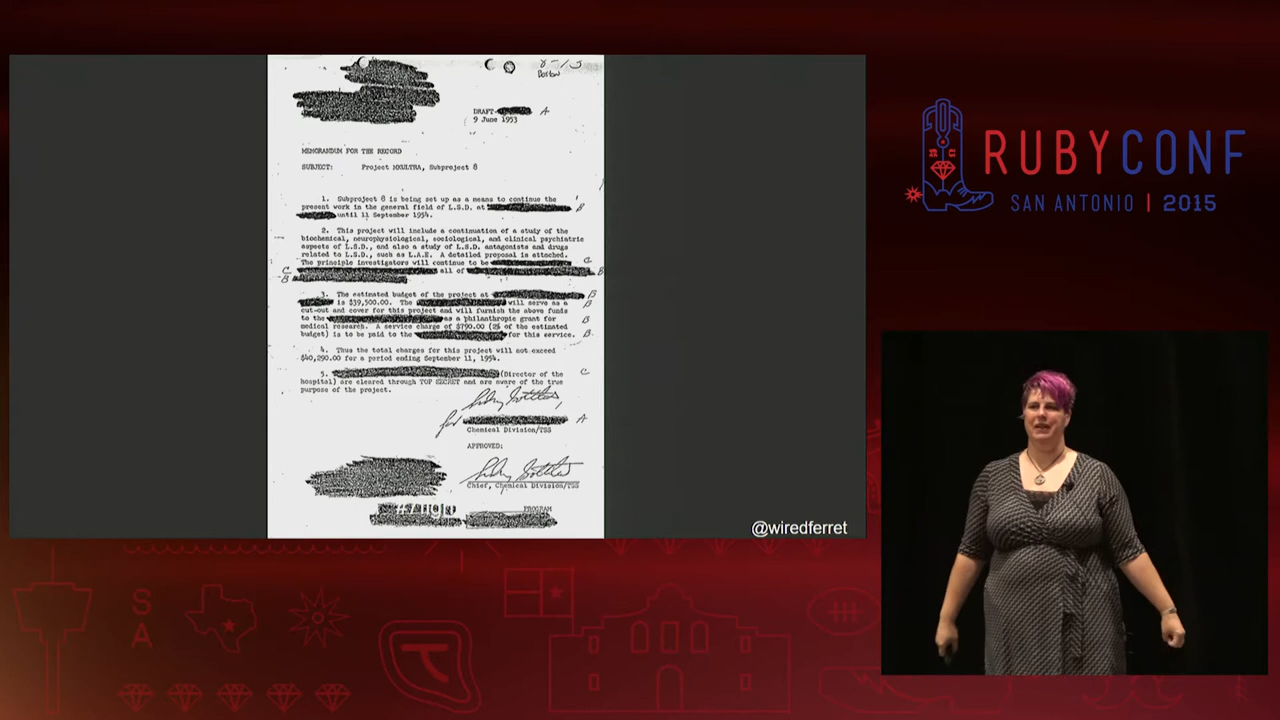 8-13
Boston
DRAFT- A
9 June 1953
MEMORANDUM FOR THE RECORD
SUBJECT: Project MKULTRA, Subproject 8
1. Subproject 8 is being set up as a means to continue the
present work in the general field of L.S.D. at B
until 11 September 1954.
2. This project will include a continuation of a study of the
biochemical, neurophysiological, sociological, and clinical psychiatric
aspects of L.S.D., and also a study of L.S.D. antagonists and drugs
related to L.S.D., such as L.A.E. A detailed proposal is attached.
The principle investigators will continue to be C
C all of B
B
3. The estimated budget of the project at B
is $39,500.00. The will serve as a B
cut-out and cover for this project and will furnish the above funds
to the as a philanthropic grant for B
medical research. A service charge of $790.00 (2% of the estimated
budget) is to be paid to the for this service. B
4. Thus the total charges for this project will not exceed
$40,290.00 for a period ending September 11, 1954.
5. (Director of the C
hospital) are cleared through TOP SECRET and are aware of the true
purpose of the project.
Sidney Gottlieb
for A
Chemical Division/TSS
APPROVED:
Sidney Gottlieb
Chief, Chemical Division/TSS
PROGRAM
@wiredferret
RUBYCONF
SAN ANTONIO | 2015
S
A